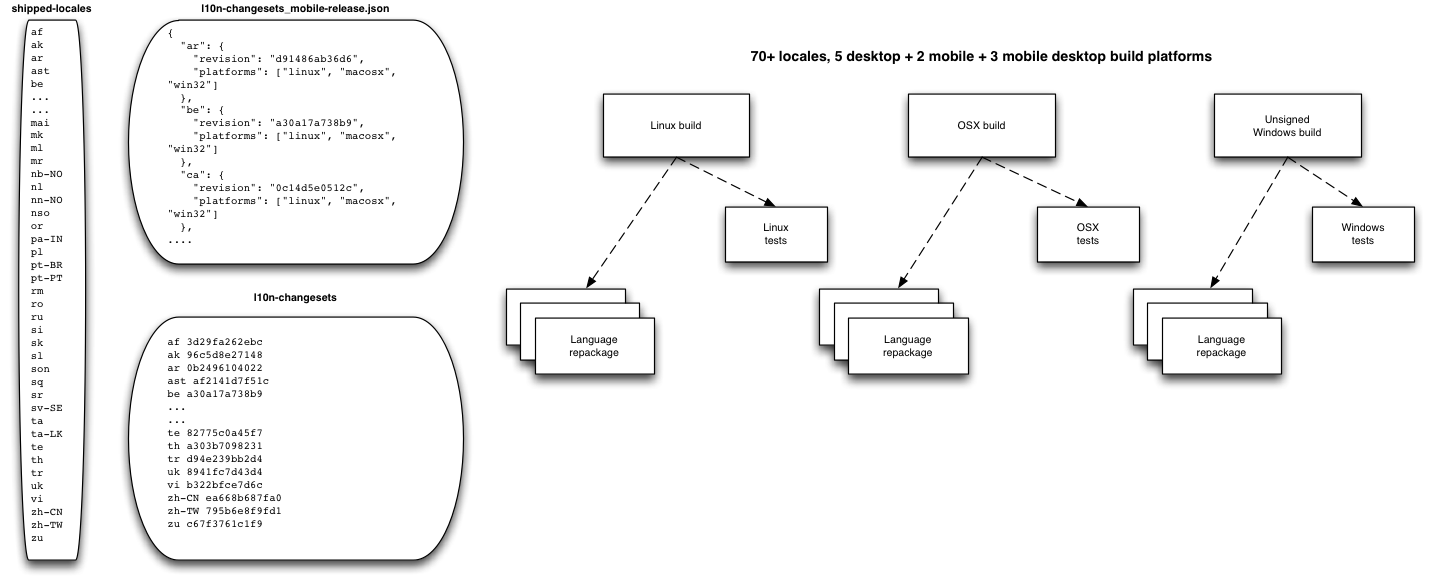 shipped-locales
af
ak
ar
ast
be
...
...
mai
mk
ml
mr
nb-NO
nl
nn-NO
nso
or
pa-IN
pl
pt-BR
pt-PT
rm
ro
ru
si
sk
sl
son
sq
sr
sv-SE
ta
ta-LK
te
th
tr
uk
vi
zh-CN
zh-TW
zu
l10n-changesets_mobile-release.json
{
"ar": {
"revision": "d91486ab36d6",
"platforms": ["linux", "macosx",
"win32"]
},
"be": {
"revision": "a30a17a738b9",
"platforms": ["linux", "macosx",
"win32"]
},
"ca": {
"revision": "0c14d5e0512c",
"platforms": ["linux", "macosx",
"win32"]
},
....
l10n-changesets
af 3d29fa262ebc
ak 96c5d8e27148
ar 0b2496104022
ast af2141d7f51c
be a30a17a738b9
...
...
te 82775c0a45f7
th a303b7098231
tr d94e239bb2d4
uk 8941fc7d43d4
vi b322bfce7d6c
zh-CN ea668b687fa0
zh-TW 795b6e8f9fd1
zu c67f3761c1f9
70+ locales, 5 desktop + 2 mobile + 3 mobile desktop build platforms
Linux build
Linux
tests
Language
repackage
OSX build
OSX
tests
Language
repackage
Unsigned
Windows build
Windows
tests
Language
repackage